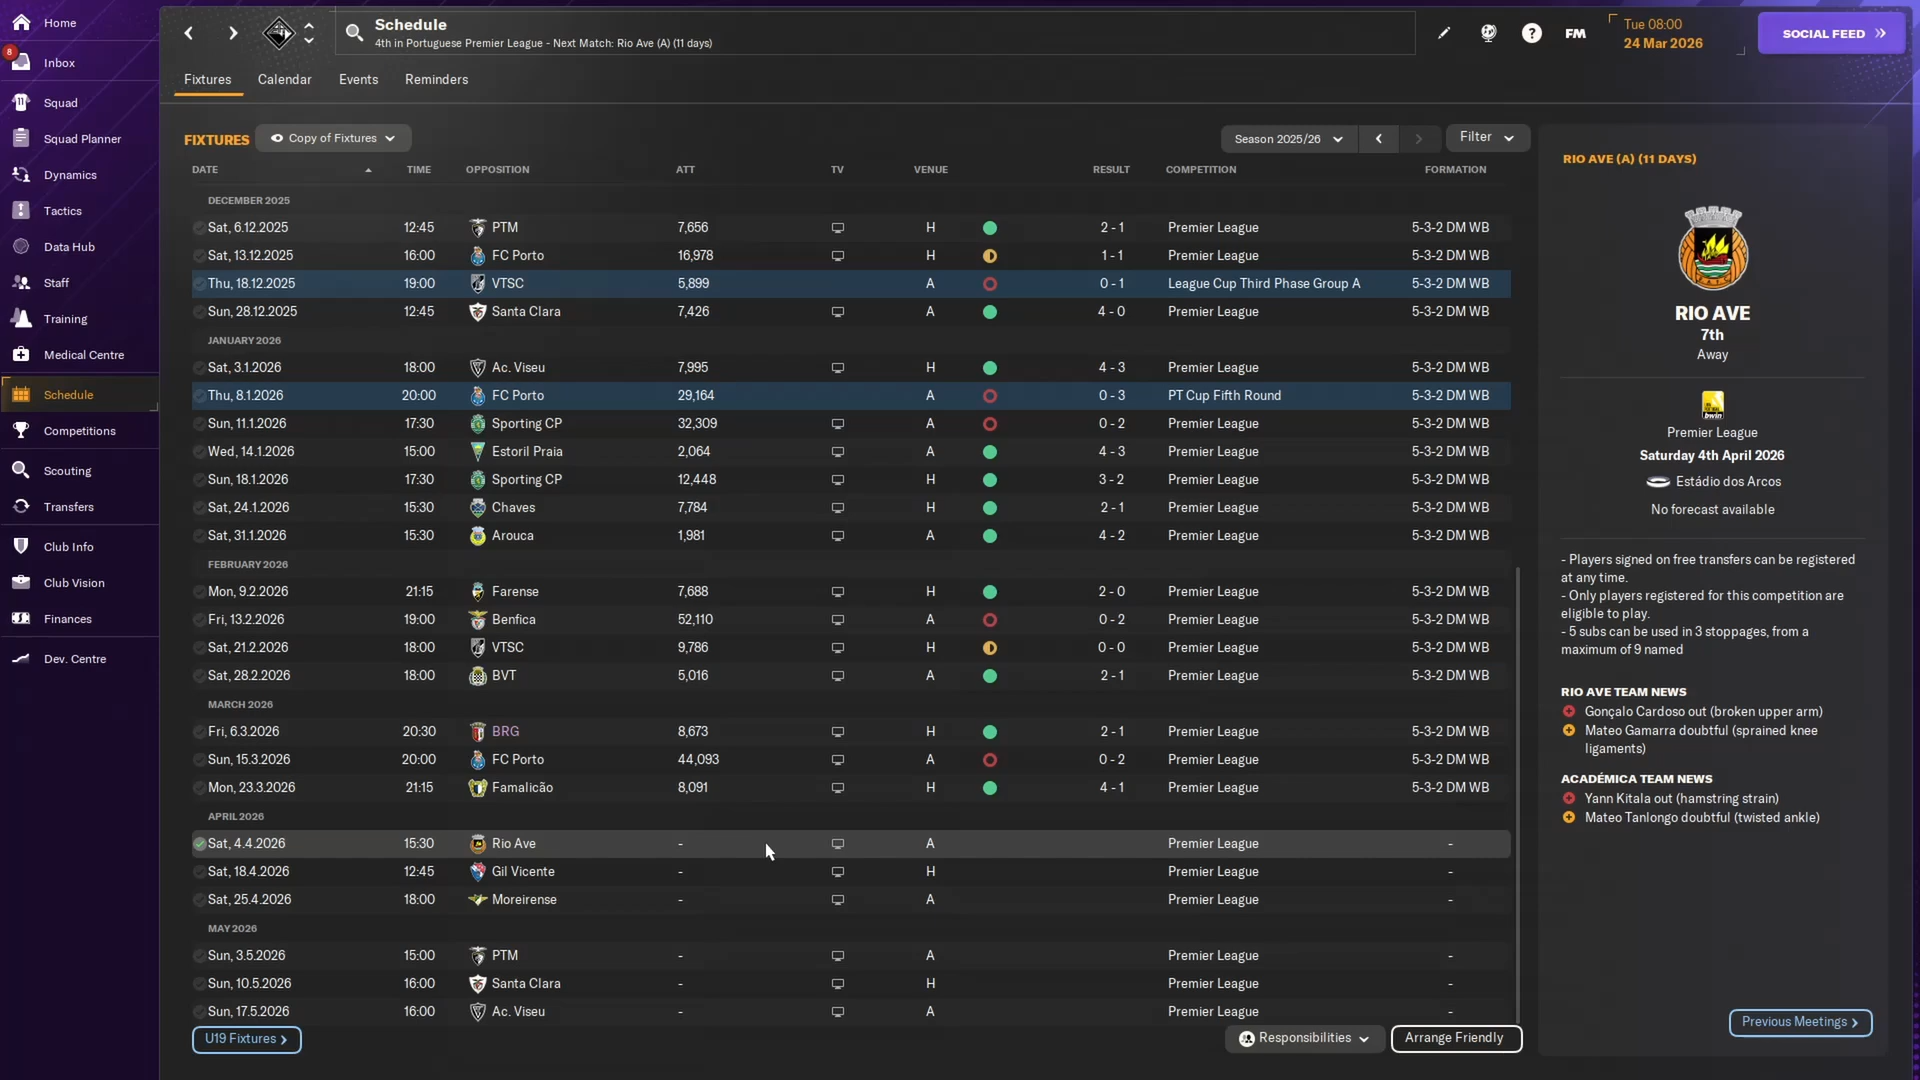 Home
8
Inbox
Squad
Squad Planner
Dynamics
Tactics
Data Hub
Staff
Training
Medical Centre
Schedule
Competitions
Scouting
Transfers
Club Info
Club Vision
Finances
Dev. Centre
Schedule
4th in Portuguese Premier League - Next Match: Rio Ave (A) (11 days)
FM
Tue 08:00
24 Mar 2026
SOCIAL FEED
Fixtures Calendar Events Reminders
FIXTURES Copy of Fixtures Season 2025/26 Filter
DATE TIME OPPOSITION ATT TV VENUE RESULT COMPETITION FORMATION
DECEMBER 2025
Sat, 6.12.2025 12:45 PTM 7,656 H 2 - 1 Premier League 5-3-2 DM WB
Sat, 13.12.2025 16:00 FC Porto 16,978 H 1 - 1 Premier League 5-3-2 DM WB
Thu, 18.12.2025 19:00 VTSC 5,899 A 0 - 1 League Cup Third Phase Group A 5-3-2 DM WB
Sun, 28.12.2025 12:45 Santa Clara 7,426 A 4 - 0 Premier League 5-3-2 DM WB
JANUARY 2026
Sat, 3.1.2026 18:00 Ac. Viseu 7,995 H 4 - 3 Premier League 5-3-2 DM WB
Thu, 8.1.2026 20:00 FC Porto 29,164 A 0 - 3 PT Cup Fifth Round 5-3-2 DM WB
Sun, 11.1.2026 17:30 Sporting CP 32,309 A 0 - 2 Premier League 5-3-2 DM WB
Wed, 14.1.2026 15:00 Estoril Praia 2,064 A 4 - 3 Premier League 5-3-2 DM WB
Sun, 18.1.2026 17:30 Sporting CP 12,448 H 3 - 2 Premier League 5-3-2 DM WB
Sat, 24.1.2026 15:30 Chaves 7,784 H 2 - 1 Premier League 5-3-2 DM WB
Sat, 31.1.2026 15:30 Arouca 1,981 A 4 - 2 Premier League 5-3-2 DM WB
FEBRUARY 2026
Mon, 9.2.2026 21:15 Farense 7,688 H 2 - 0 Premier League 5-3-2 DM WB
Fri, 13.2.2026 19:00 Benfica 52,110 A 0 - 2 Premier League 5-3-2 DM WB
Sat, 21.2.2026 18:00 VTSC 9,786 H 0 - 0 Premier League 5-3-2 DM WB
Sat, 28.2.2026 18:00 BVT 5,016 A 2 - 1 Premier League 5-3-2 DM WB
MARCH 2026
Fri, 6.3.2026 20:30 BRG 8,673 H 2 - 1 Premier League 5-3-2 DM WB
Sun, 15.3.2026 20:00 FC Porto 44,093 A 0 - 2 Premier League 5-3-2 DM WB
Mon, 23.3.2026 21:15 Famalicão 8,091 H 4 - 1 Premier League 5-3-2 DM WB
APRIL 2026
Sat, 4.4.2026 15:30 Rio Ave - A Premier League -
Sat, 18.4.2026 12:45 Gil Vicente - H Premier League -
Sat, 25.4.2026 18:00 Moreirense - A Premier League -
MAY 2026
Sun, 3.5.2026 15:00 PTM - A Premier League -
Sun, 10.5.2026 16:00 Santa Clara - H Premier League -
Sun, 17.5.2026 16:00 Ac. Viseu - A Premier League -
U19 Fixtures Responsibilities Arrange Friendly
RIO AVE (A) (11 DAYS)
RIO AVE
7th
Away
bwin
Premier League
Saturday 4th April 2026
Estádio dos Arcos
No forecast available
- Players signed on free transfers can be registered
at any time.
- Only players registered for this competition are
eligible to play.
- 5 subs can be used in 3 stoppages, from a
maximum of 9 named
RIO AVE TEAM NEWS
Gonçalo Cardoso out (broken upper arm)
Mateo Gamarra doubtful (sprained knee
ligaments)
ACADÉMICA TEAM NEWS
Yann Kitala out (hamstring strain)
Mateo Tanlongo doubtful (twisted ankle)
Previous Meetings